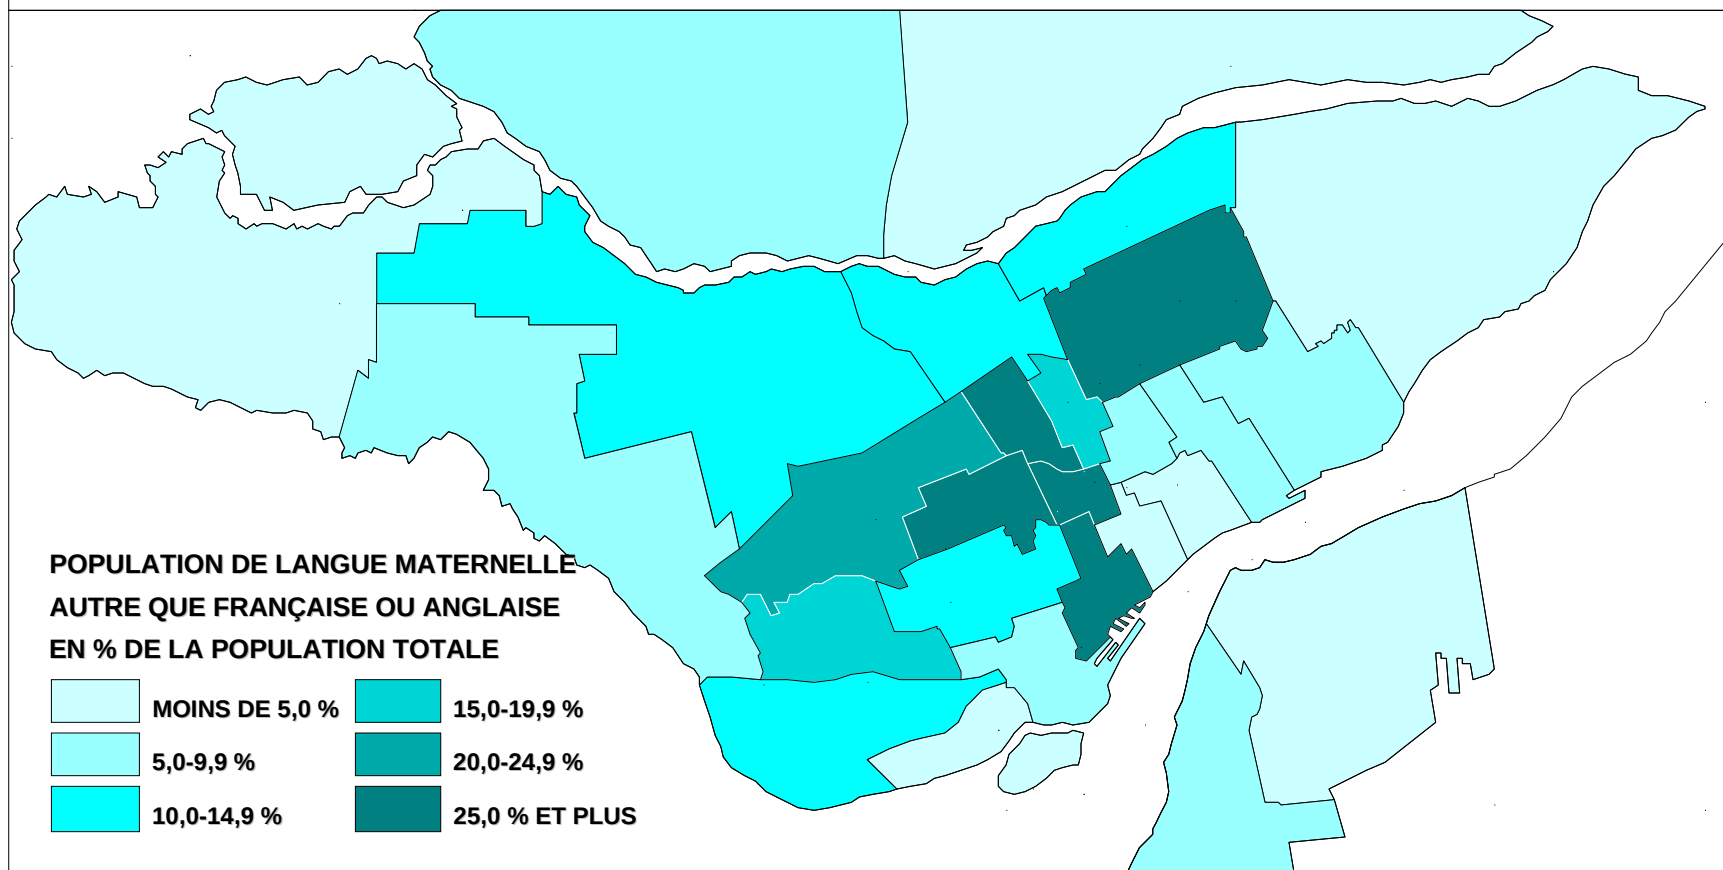 POPULATION DE LANGUE MATERNELLE
AUTRE QUE FRANÇAISE OU ANGLAISE
EN % DE LA POPULATION TOTALE
MOINS DE 5,0 %
5,0-9,9 %
10,0-14,9 %
15,0-19,9 %
20,0-24,9 %
25,0 % ET PLUS